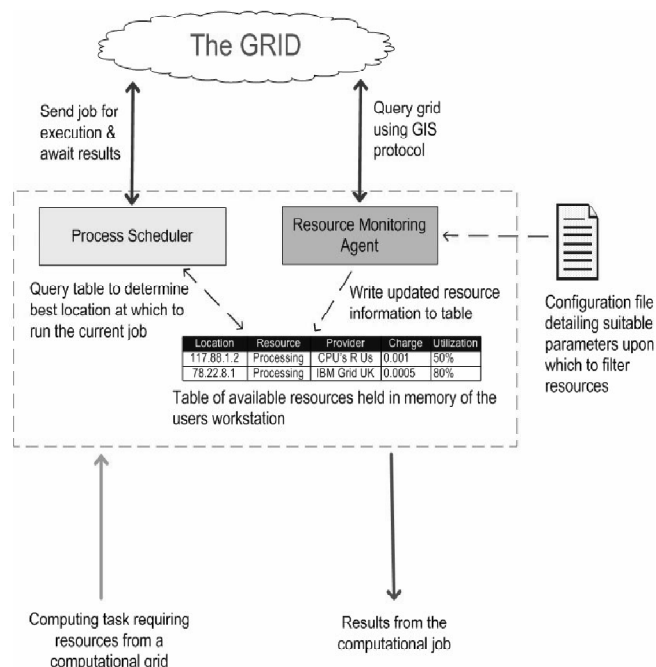 The GRID
Send job for
execution &
await results
Query grid
using GIS
protocol
Process Scheduler
Resource Monitoring
Agent
Query table to determine
best location at which to
run the current job
Write updated resource
information to table
Configuration file
detailing suitable
parameters upon
which to filter
resources
Location Resource Provider Charge Utilization
117.88.1.2 Processing CPU's R Us 0.001 50%
78.22.8.1 Processing IBM Grid UK 0.0005 80%
Table of available resources held in memory of the
users workstation
Computing task requiring
resources from a
computational grid
Results from the
computational job